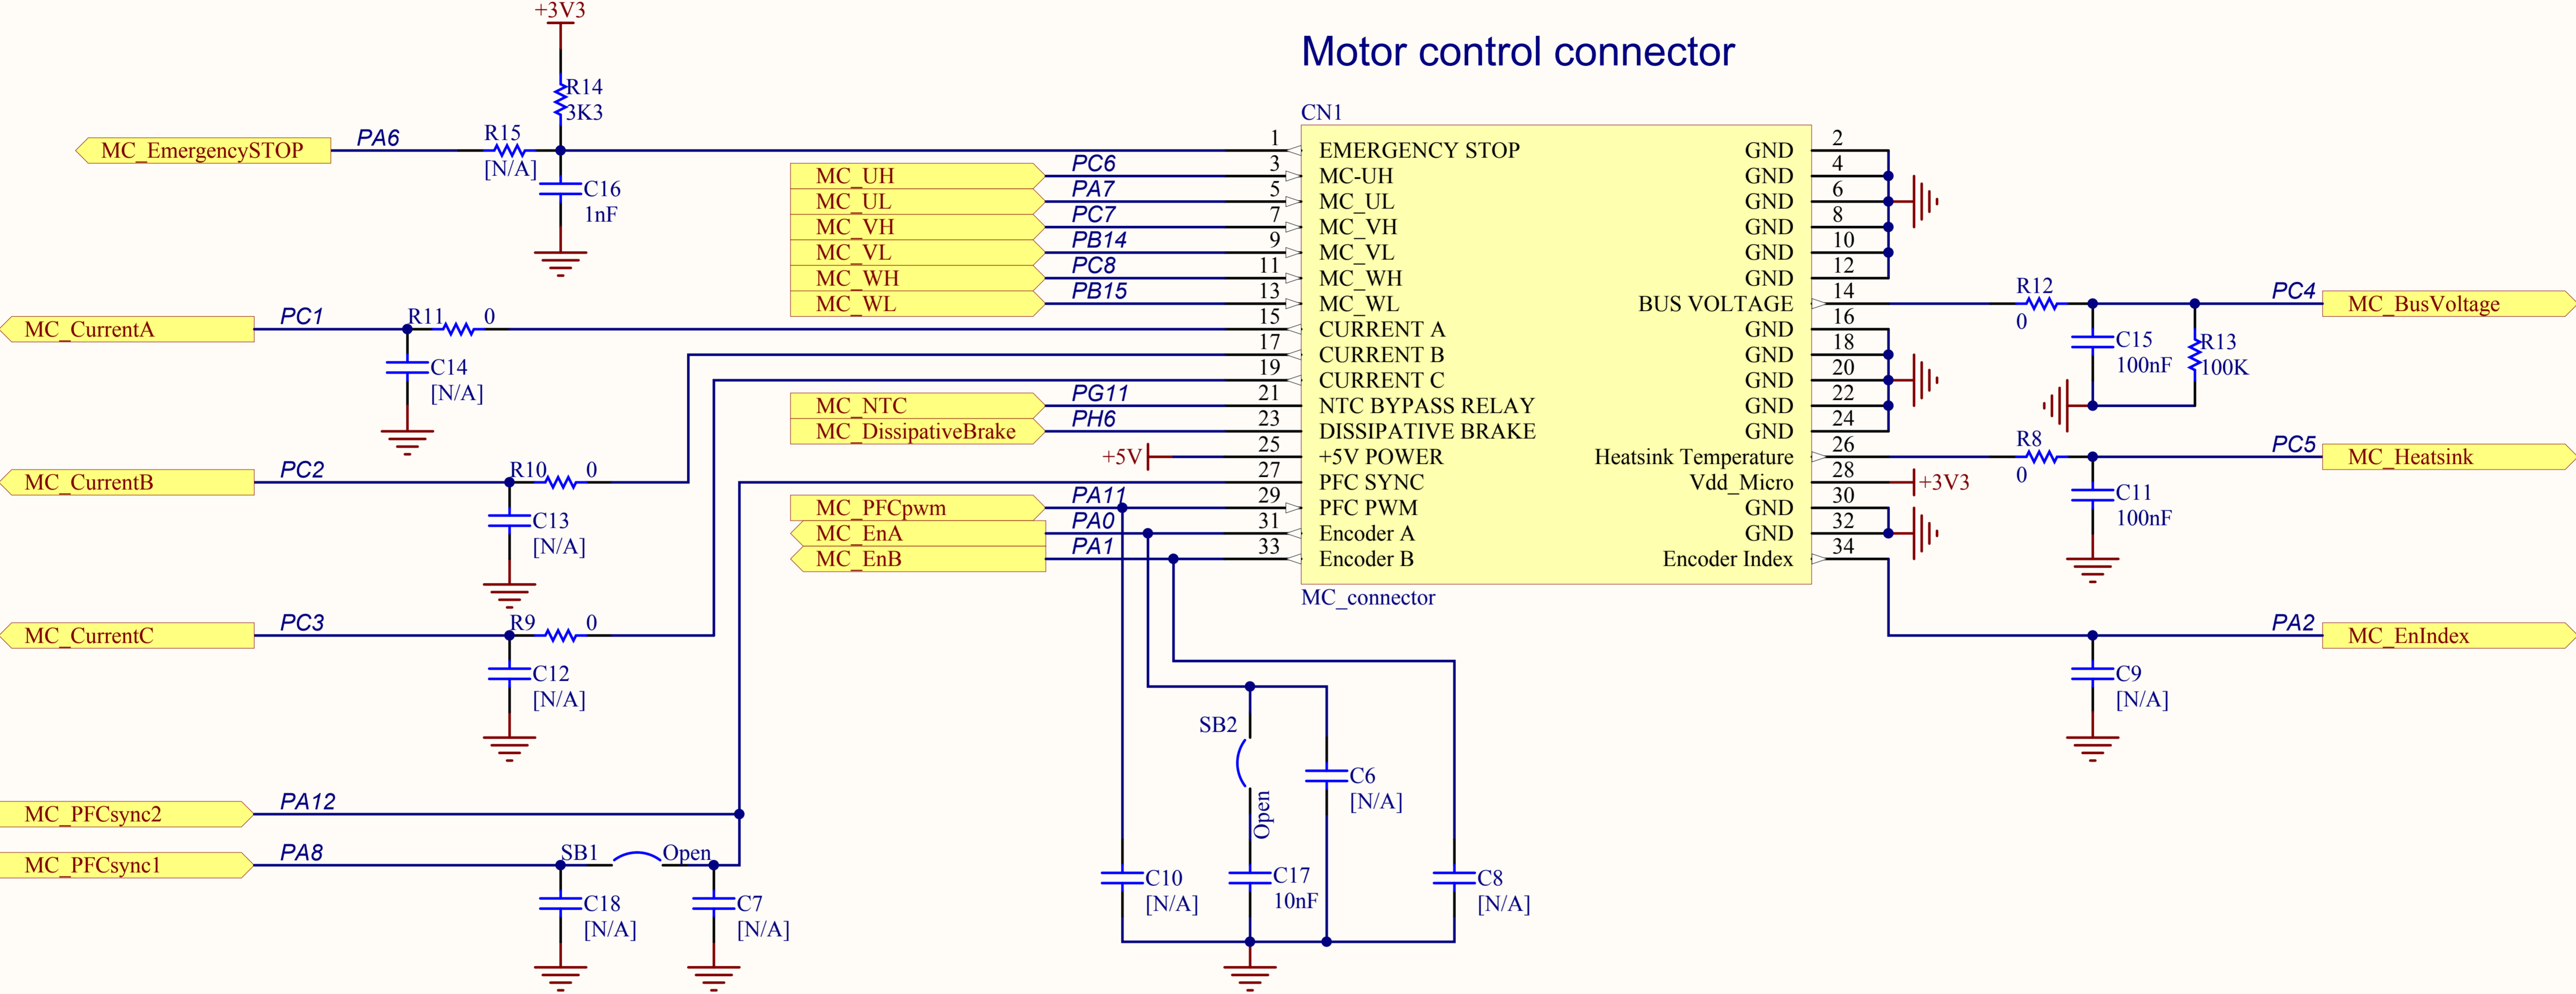 +3V3
Motor control connector
R14
3K3
CN1
MC_EmergencySTOP PA6 R15 1 EMERGENCY STOP GND 2
[N/A]
MC_UH PC6 3 MC-UH GND 4
C16
MC_UL PA7 5 MC_UL GND 6
1nF
MC_VH PC7 7 MC_VH GND 8
MC_VL PB14 9 MC_VL GND 10
MC_WH PC8 11 MC_WH GND 12
MC_WL PB15 13 MC_WL BUS VOLTAGE 14 R12 PC4 MC_BusVoltage
0
MC_CurrentA PC1 R11 0 15 CURRENT A GND 16
C15 R13
100nF 100K
17 CURRENT B GND 18
C14
[N/A]
19 CURRENT C GND 20
MC_NTC PG11 21 NTC BYPASS RELAY GND 22
MC_DissipativeBrake PH6 23 DISSIPATIVE BRAKE GND 24
+5V 25 +5V POWER Heatsink Temperature 26 R8 PC5 MC_Heatsink
0
MC_CurrentB PC2 R10 0 27 PFC SYNC Vdd_Micro 28 +3V3
C11
100nF
MC_PFCpwm PA11 29 PFC PWM GND 30
C13
[N/A]
MC_EnA PA0 31 Encoder A GND 32
MC_EnB PA1 33 Encoder B Encoder Index 34
MC_connector
MC_CurrentC PC3 R9 0 PA2 MC_EnIndex
C12
[N/A]
C9
[N/A]
SB2
C6
[N/A]
Open
MC_PFCsync2 PA12
MC_PFCsync1 PA8 SB1 Open
C10
[N/A]
C17
10nF
C8
[N/A]
C18
[N/A]
C7
[N/A]